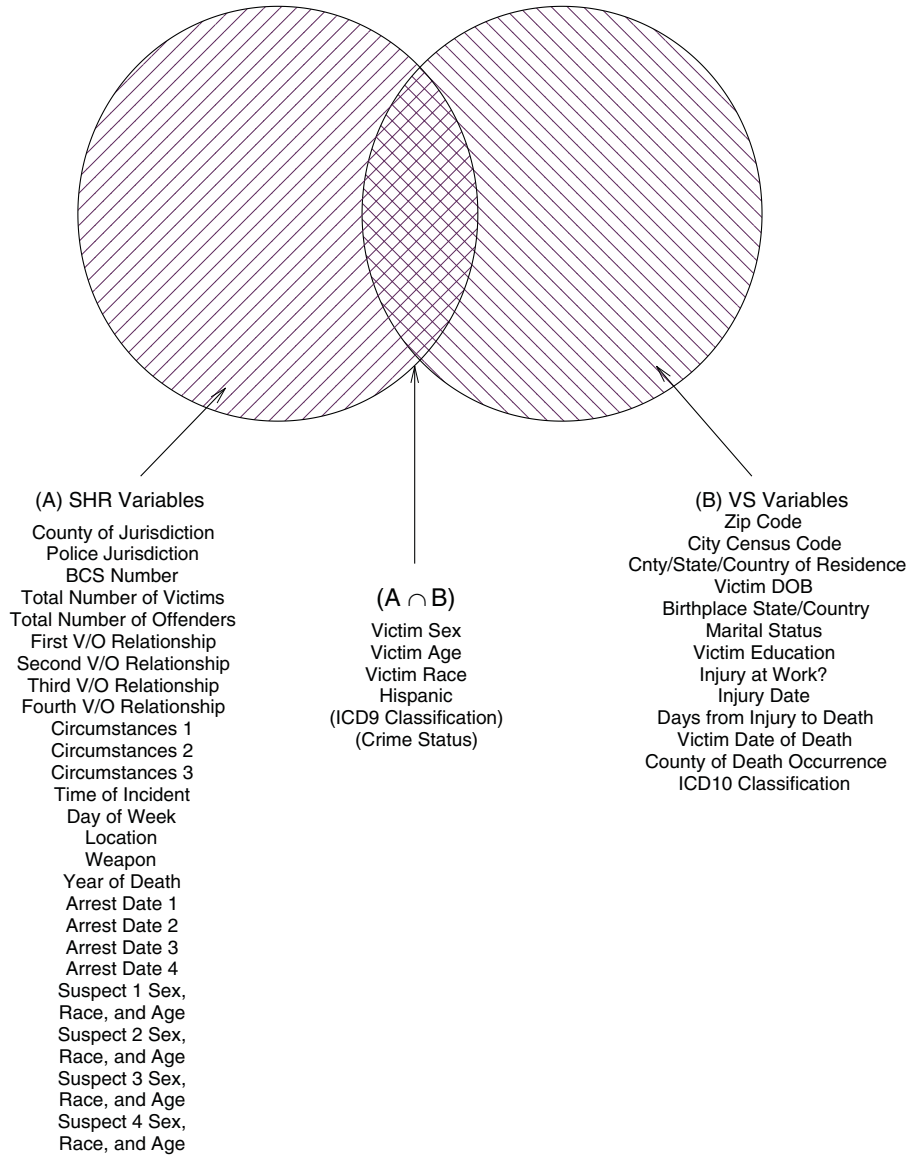 (A) SHR Variables
County of Jurisdiction
Police Jurisdiction
BCS Number
Total Number of Victims
Total Number of Offenders
First V/O Relationship
Second V/O Relationship
Third V/O Relationship
Fourth V/O Relationship
Circumstances 1
Circumstances 2
Circumstances 3
Time of Incident
Day of Week
Location
Weapon
Year of Death
Arrest Date 1
Arrest Date 2
Arrest Date 3
Arrest Date 4
Suspect 1 Sex,
Race, and Age
Suspect 2 Sex,
Race, and Age
Suspect 3 Sex,
Race, and Age
Suspect 4 Sex,
Race, and Age
(A ∩ B)
Victim Sex
Victim Age
Victim Race
Hispanic
(ICD9 Classification)
(Crime Status)
(B) VS Variables
Zip Code
City Census Code
Cnty/State/Country of Residence
Victim DOB
Birthplace State/Country
Marital Status
Victim Education
Injury at Work?
Injury Date
Days from Injury to Death
Victim Date of Death
County of Death Occurrence
ICD10 Classification